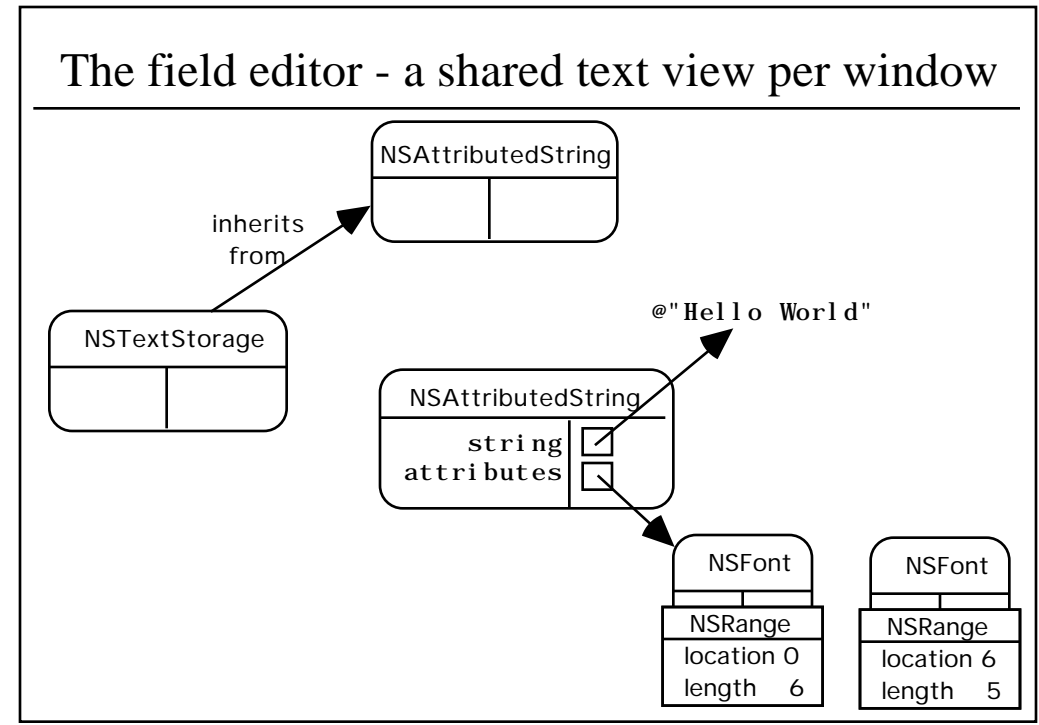 The field editor - a shared text view per window
NSAttributedString
inherits
from
NSTextStorage
@"Hello World"
NSAttributedString
string
attributes
NSFont
NSRange
location 0
length 6
NSFont
NSRange
location 6
length 5